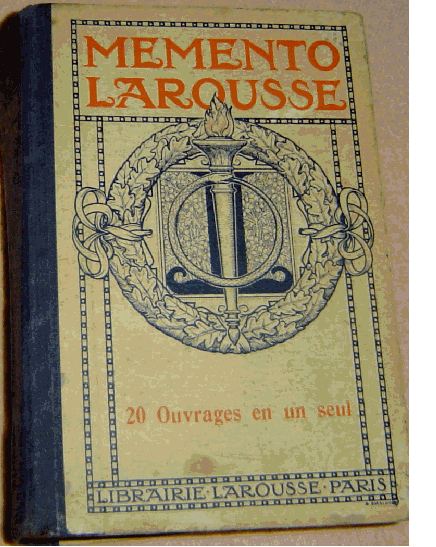 MEMENTO
LAROUSSE
20 Ouvrages en un seul
LIBRAIRIE · LAROUSSE · PARIS